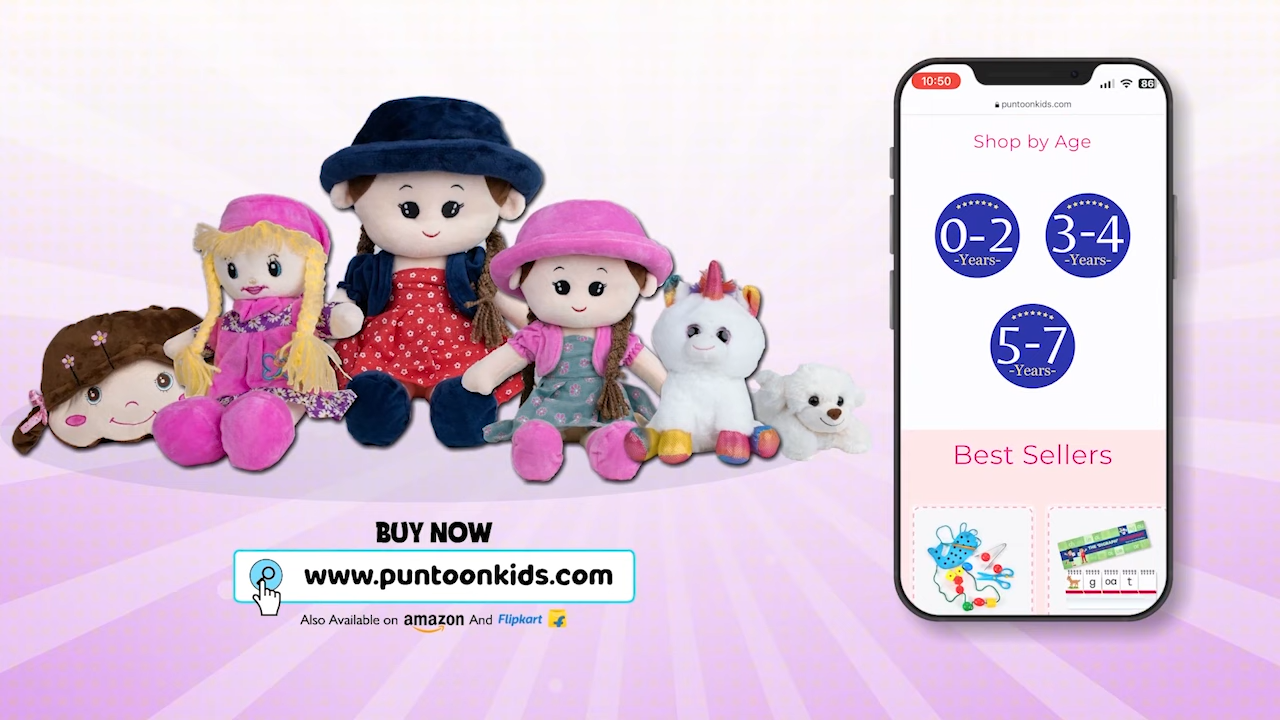 BUY NOW
www.puntoonkids.com
Also Available on amazon And Flipkart
10:50
86
puntoonkids.com
Shop by Age
0-2
-Years-
3-4
-Years-
5-7
-Years-
Best Sellers
g oa t